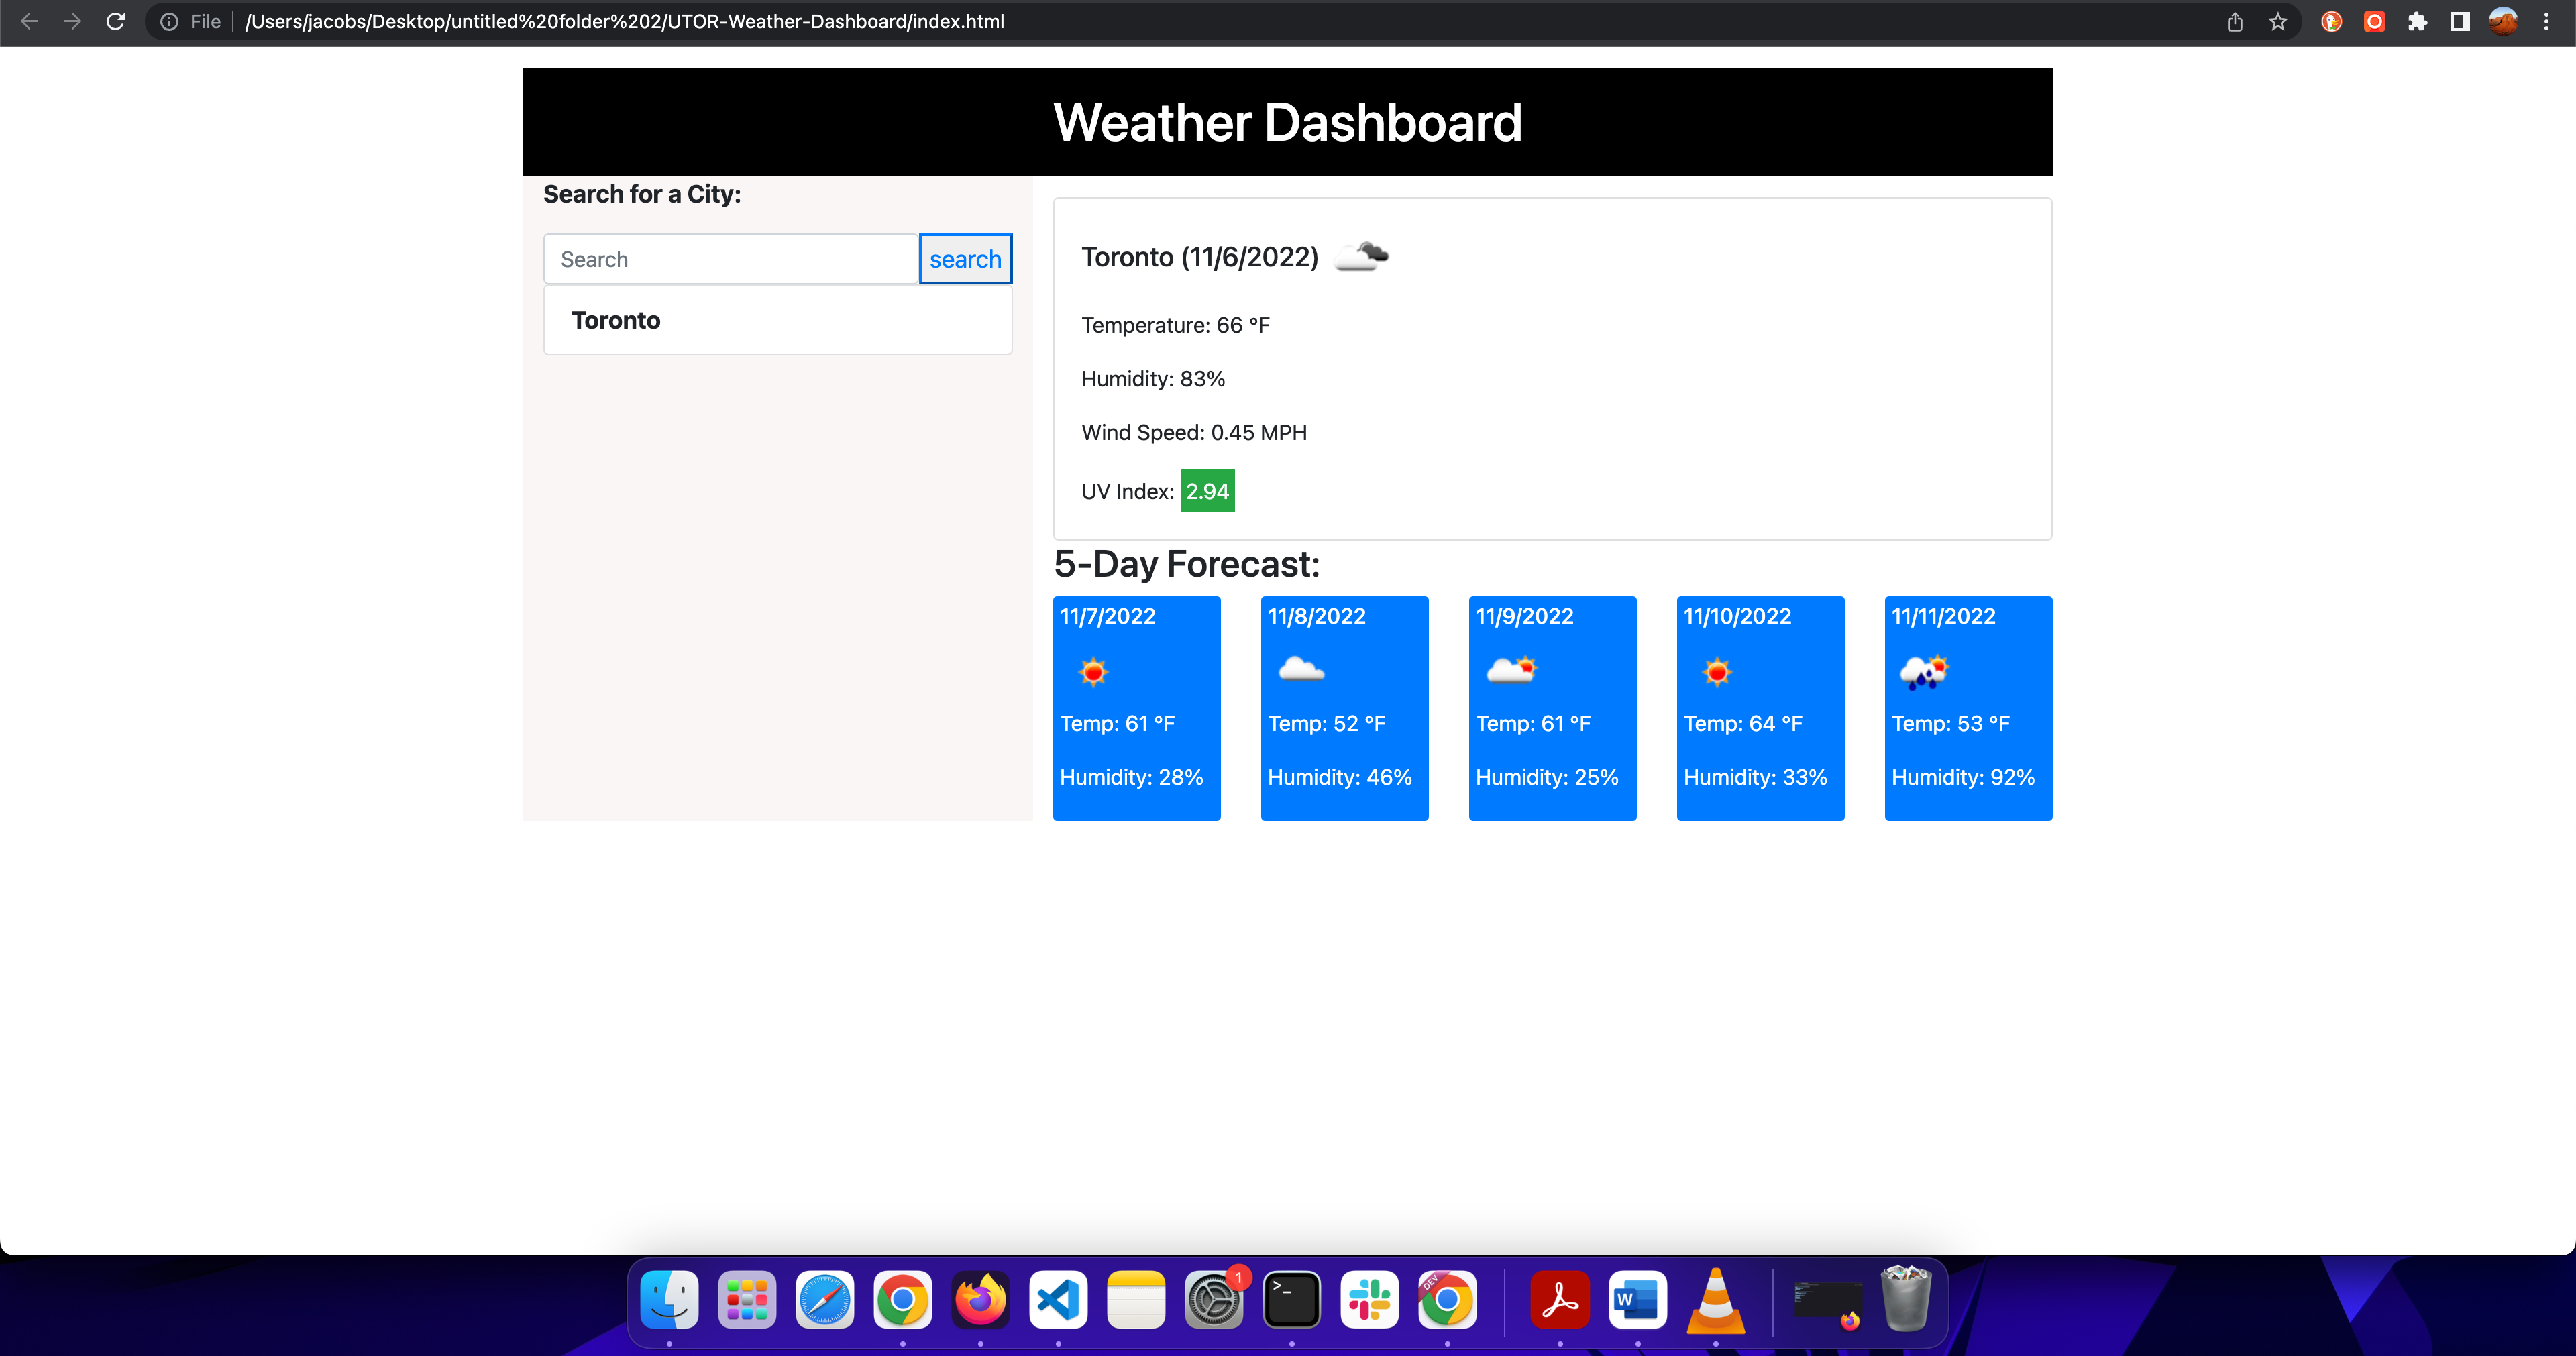 File | /Users/jacobs/Desktop/untitled%20folder%202/UTOR-Weather-Dashboard/index.html
Weather Dashboard
Search for a City:
Search
search
Toronto
Toronto (11/6/2022)
Temperature: 66 °F
Humidity: 83%
Wind Speed: 0.45 MPH
UV Index: 2.94
5-Day Forecast:
11/7/2022
Temp: 61 °F
Humidity: 28%
11/8/2022
Temp: 52 °F
Humidity: 46%
11/9/2022
Temp: 61 °F
Humidity: 25%
11/10/2022
Temp: 64 °F
Humidity: 33%
11/11/2022
Temp: 53 °F
Humidity: 92%
1
>_
DEV
W